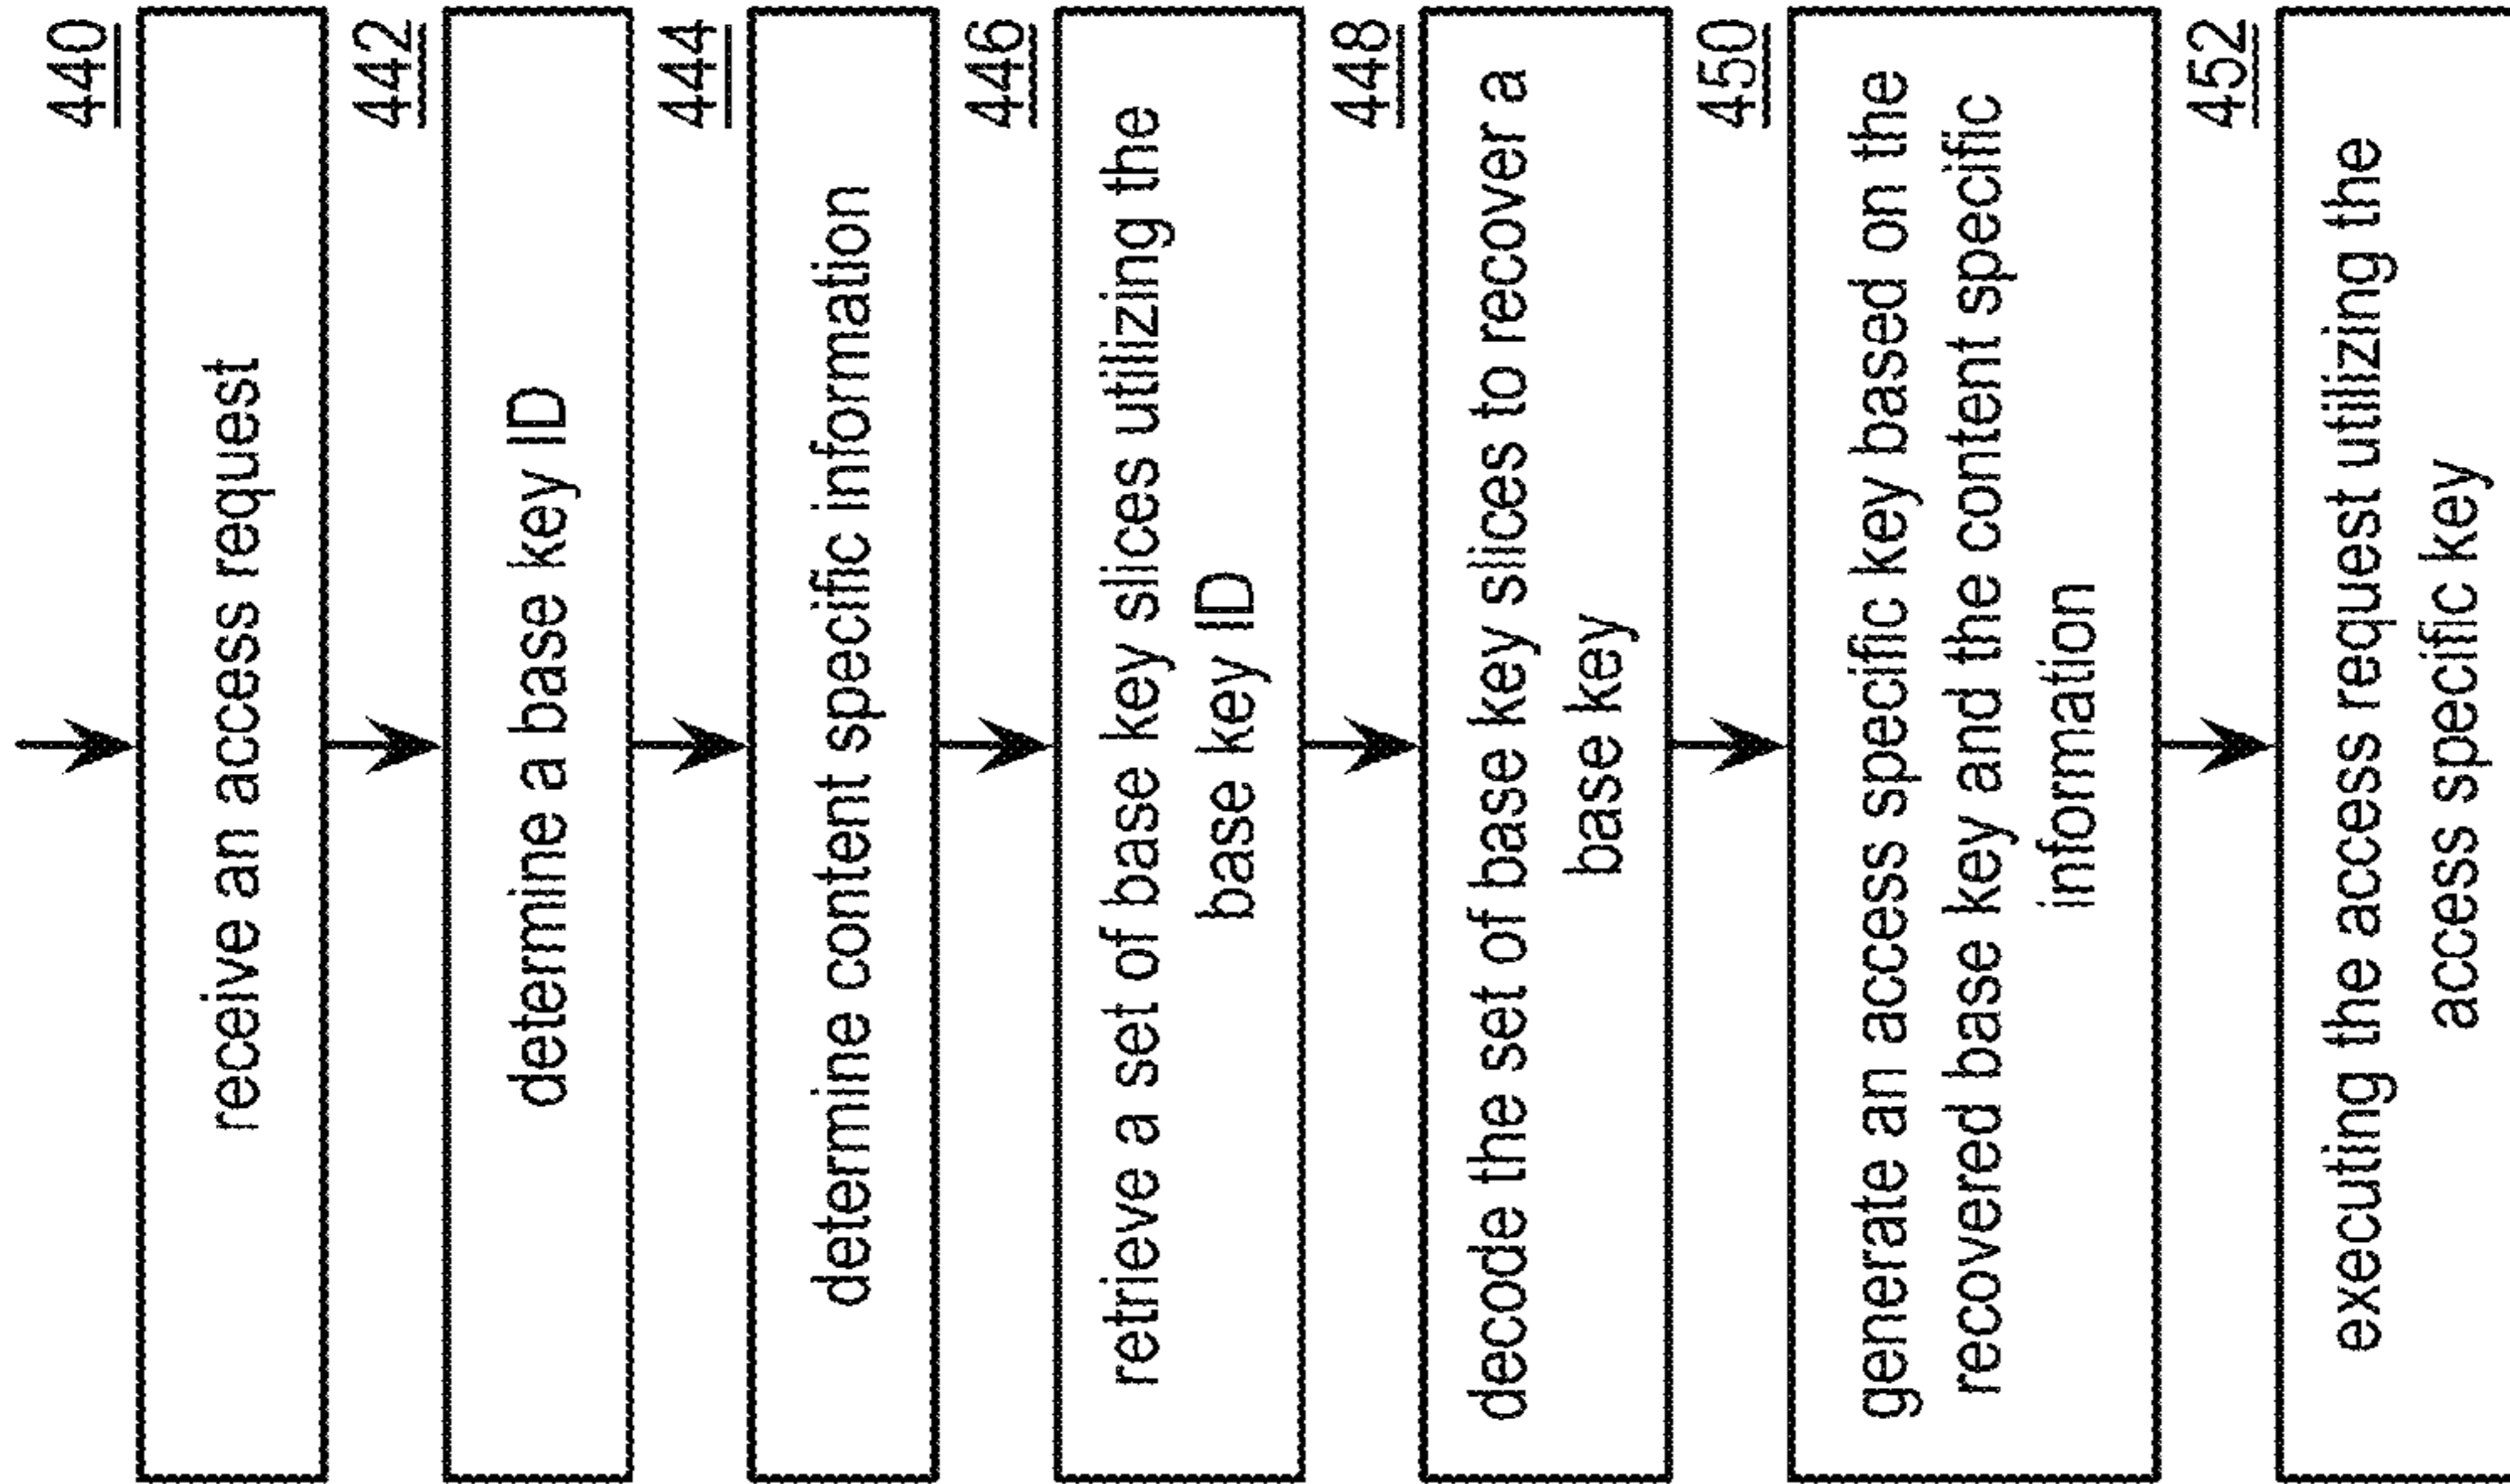 440
receive an access request
442
determine a base key ID
444
determine content specific information
446
retrieve a set of base key slices utilizing the
base key ID
448
decode the set of base key slices to recover a
base key
450
generate an access specific key based on the
recovered base key and the content specific
information
452
executing the access request utilizing the
access specific key